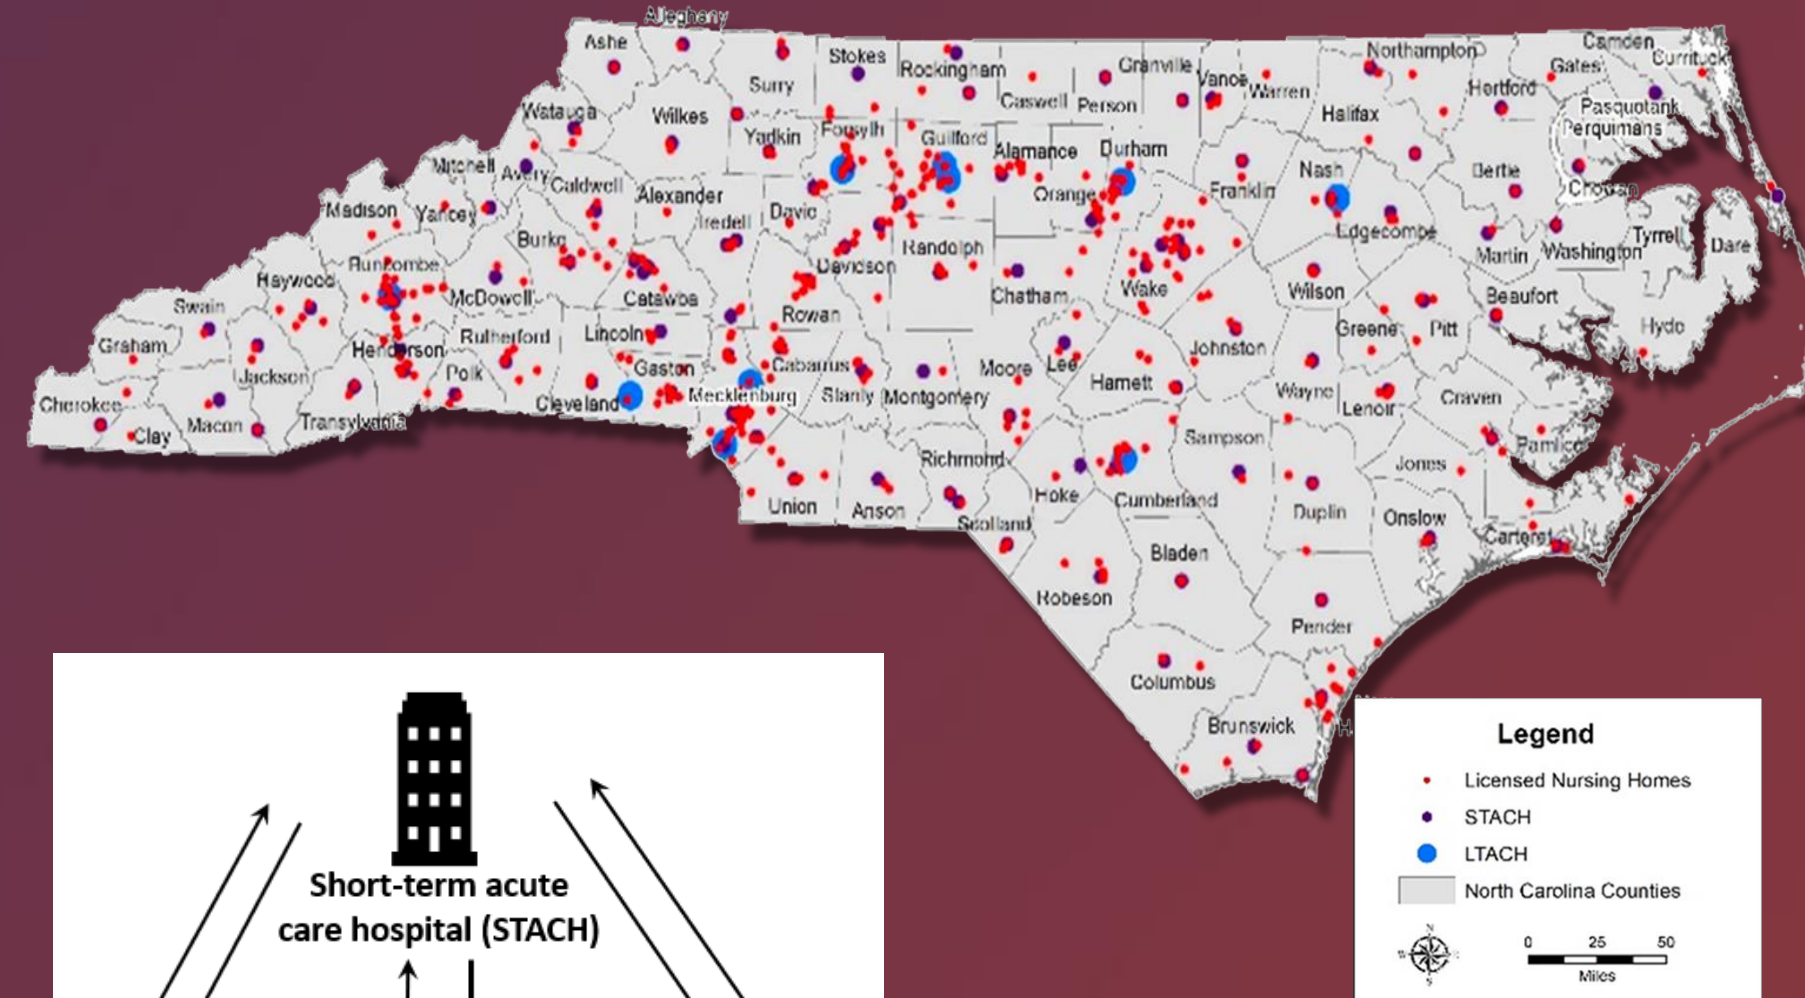 Alleghany
Ashe
Surry
Stokes
Rockingham
Caswell
Person
Granville
Vance
Warren
Northampton
Hertford
Gates
Camden
Currituck
Pasquotank
Perquimans
Chowan
Halifax
Watauga
Wilkes
Yadkin
Forsyth
Guilford
Alamance
Durham
Orange
Franklin
Nash
Bertie
Mitchell
Avery
Caldwell
Alexander
Iredell
Davie
Madison
Yancey
Burke
Davidson
Randolph
Chatham
Wake
Edgecombe
Martin
Washington
Tyrrell
Dare
Haywood
Buncombe
McDowell
Catawba
Rowan
Wilson
Beaufort
Swain
Graham
Jackson
Henderson
Rutherford
Lincoln
Cabarrus
Moore
Lee
Harnett
Johnston
Greene
Pitt
Hyde
Cherokee
Clay
Macon
Transylvania
Polk
Cleveland
Gaston
Mecklenburg
Stanly
Montgomery
Wayne
Lenoir
Craven
Pamlico
Jones
Richmond
Union
Anson
Scotland
Hoke
Cumberland
Sampson
Duplin
Onslow
Carteret
Robeson
Bladen
Pender
Columbus
Brunswick
Legend
Licensed Nursing Homes
STACH
LTACH
North Carolina Counties
N
W
S
0 25 50
Miles
Short-term acute
care hospital (STACH)